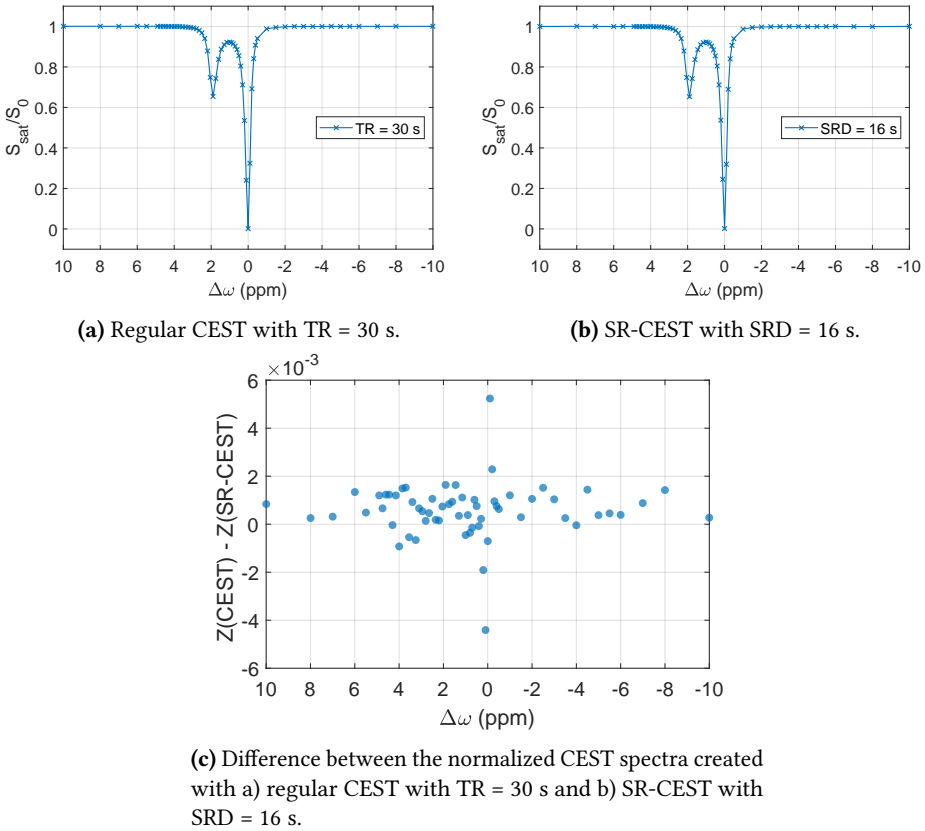 1
0.8
0.6
0.4
0.2
0
S_sat/S_0
TR = 30 s
10 8 6 4 2 0 -2 -4 -6 -8 -10
Δω (ppm)
(a) Regular CEST with TR = 30 s.
1
0.8
0.6
0.4
0.2
0
S_sat/S_0
SRD = 16 s
10 8 6 4 2 0 -2 -4 -6 -8 -10
Δω (ppm)
(b) SR-CEST with SRD = 16 s.
×10^-3
6
4
2
0
-2
-4
-6
Z(CEST) - Z(SR-CEST)
10 8 6 4 2 0 -2 -4 -6 -8 -10
Δω (ppm)
(c) Difference between the normalized CEST spectra created
with a) regular CEST with TR = 30 s and b) SR-CEST with
SRD = 16 s.